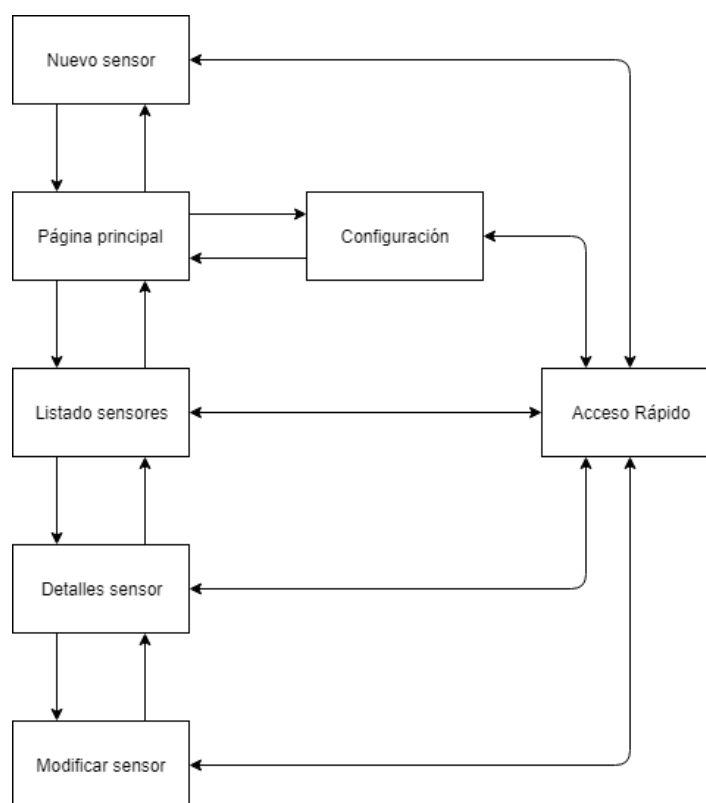 Nuevo sensor
Página principal
Configuración
Listado sensores
Acceso Rápido
Detalles sensor
Modificar sensor